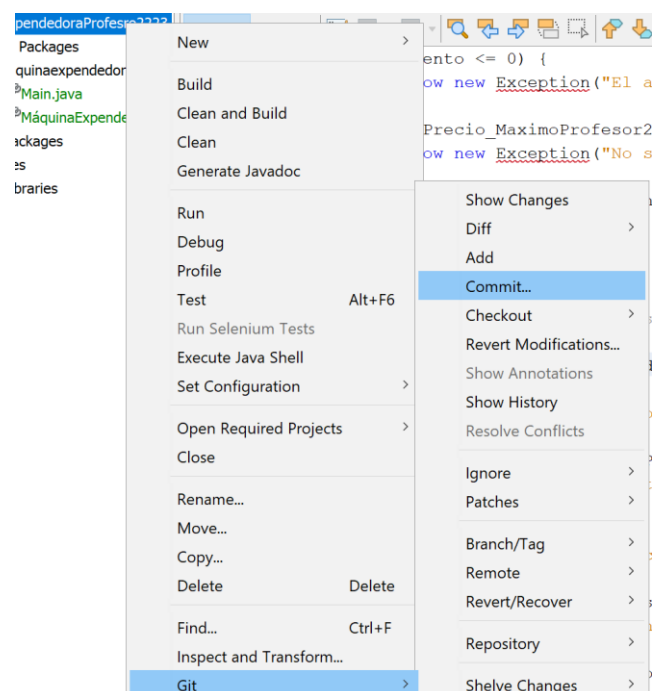 pendedoraProfesro2223
Packages
quinaexpendedor
Main.java
MáquinaExpende
ackages
es
braries
New
Build
Clean and Build
Clean
Generate Javadoc
Run
Debug
Profile
Test Alt+F6
Run Selenium Tests
Execute Java Shell
Set Configuration
Open Required Projects
Close
Rename...
Move...
Copy...
Delete Delete
Find... Ctrl+F
Inspect and Transform...
Git
ento <= 0) {
ow new Exception("El a
Precio_MaximoProfesor2
ow new Exception("No s
Show Changes
Diff
Add
Commit...
Checkout
Revert Modifications...
Show Annotations
Show History
Resolve Conflicts
Ignore
Patches
Branch/Tag
Remote
Revert/Recover
Repository
Shelve Changes